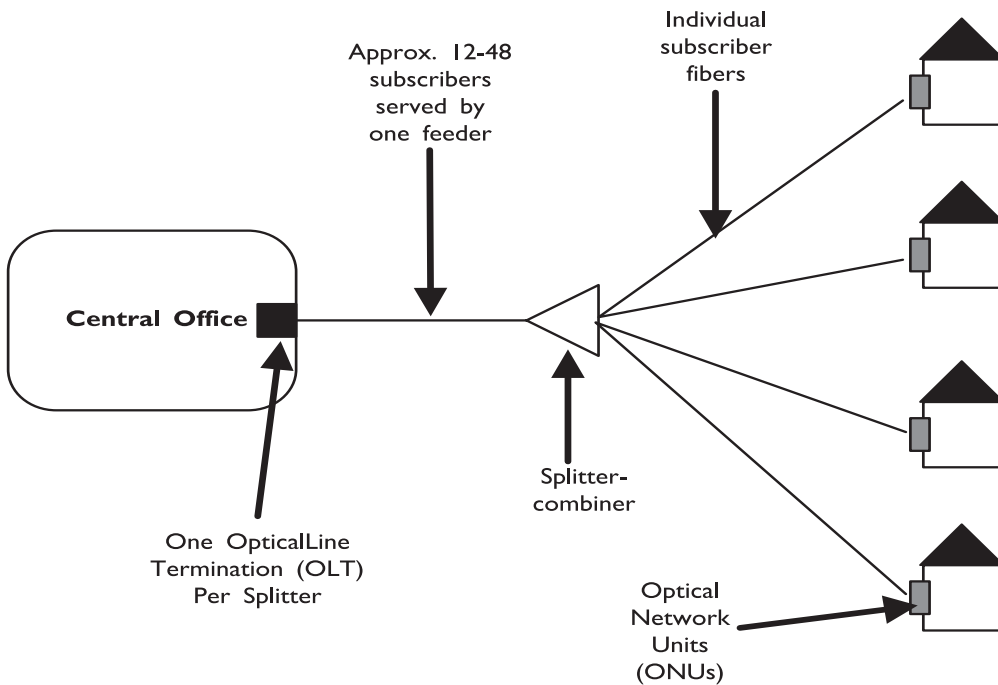 Approx. 12-48
subscribers
served by
one feeder
Individual
subscriber
fibers
Central Office
Splitter-
combiner
One OpticalLine
Termination (OLT)
Per Splitter
Optical
Network
Units
(ONUs)